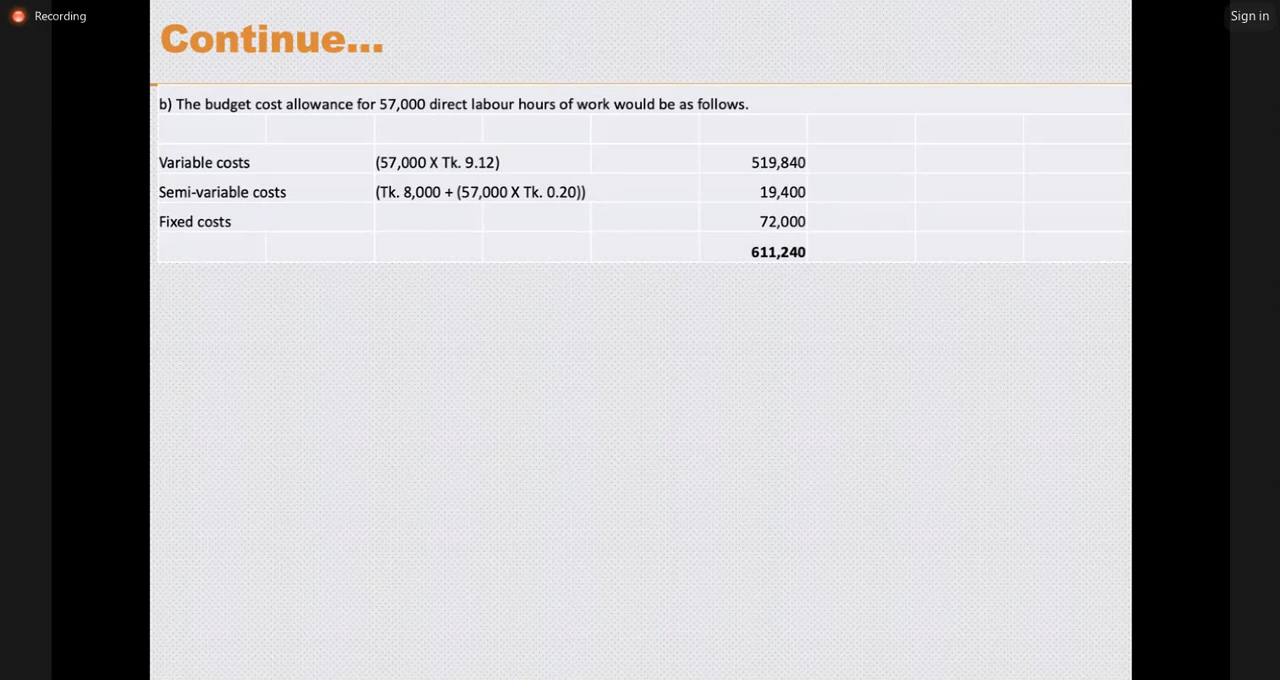 Recording
Sign in
Continue...
b) The budget cost allowance for 57,000 direct labour hours of work would be as follows.
Variable costs (57,000 X Tk. 9.12) 519,840
Semi-variable costs (Tk. 8,000 + (57,000 X Tk. 0.20)) 19,400
Fixed costs 72,000
611,240